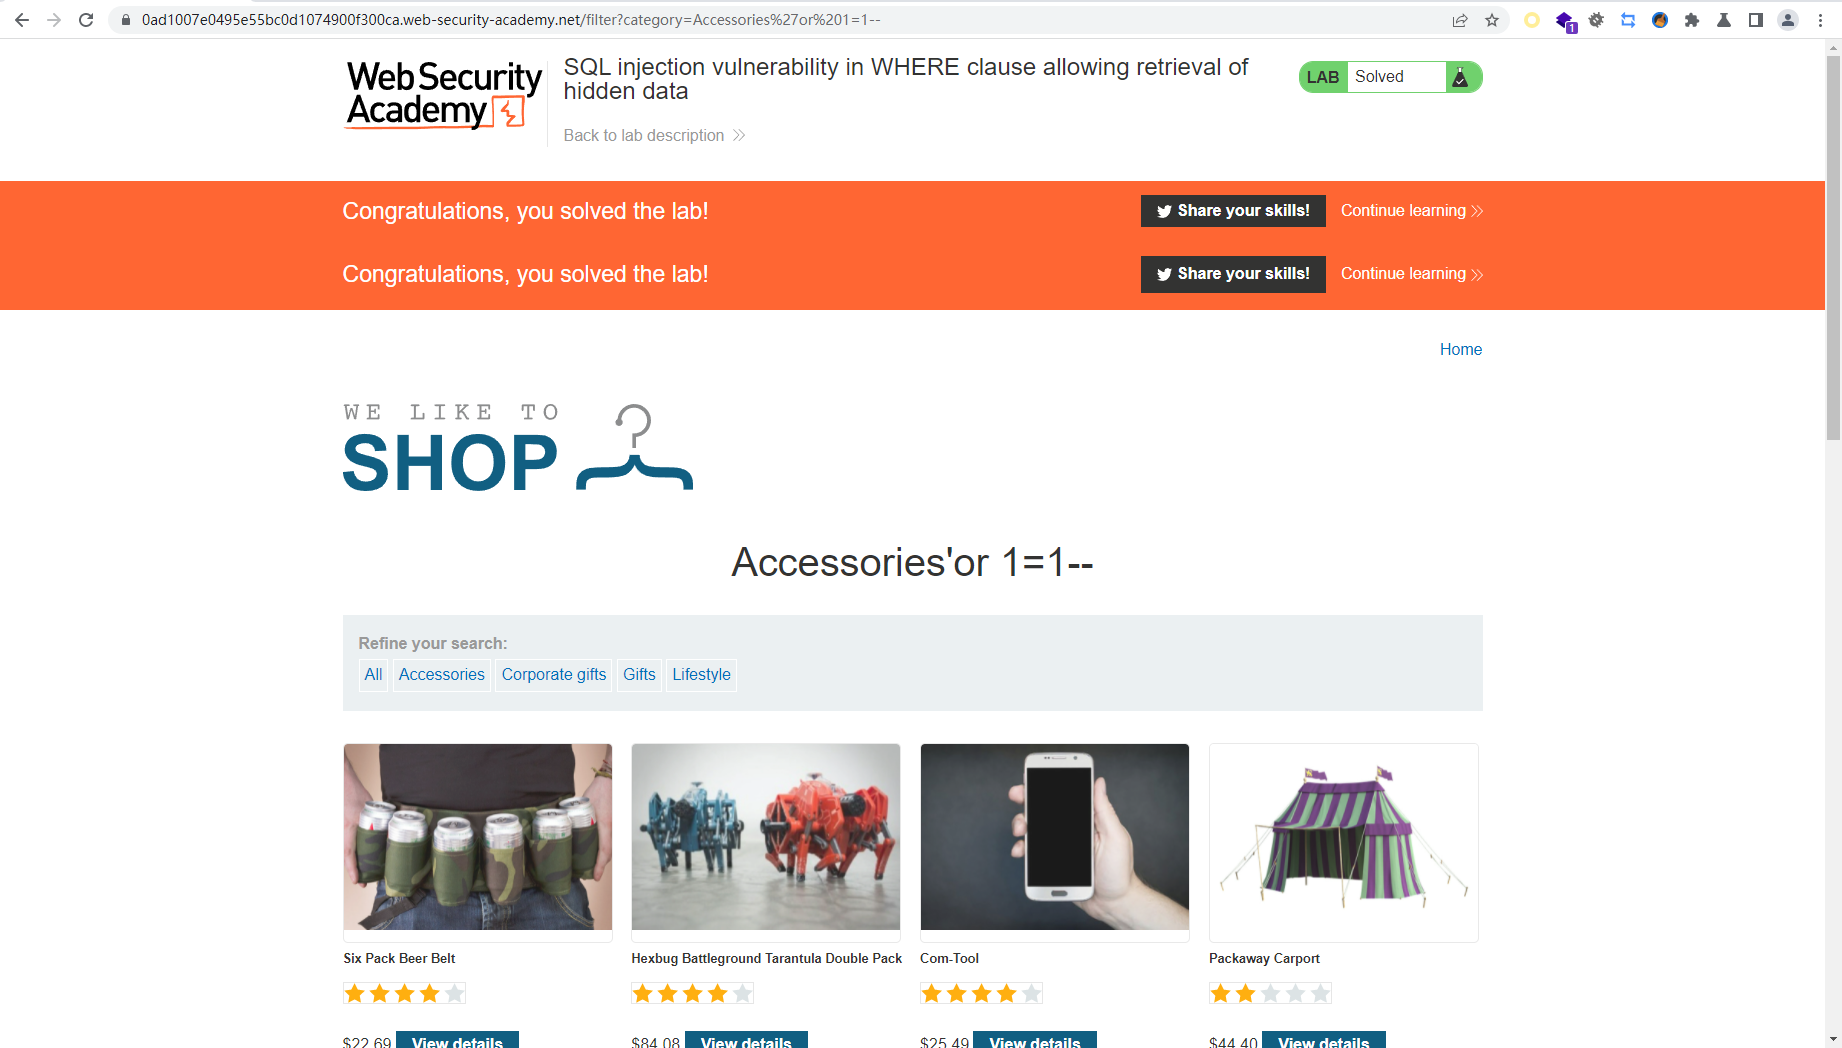 0ad1007e0495e55bc0d1074900f300ca.web-security-academy.net/filter?category=Accessories%27or%201=1--
1
WebSecurity
Academy
SQL injection vulnerability in WHERE clause allowing retrieval of
hidden data
Back to lab description
LAB Solved
Congratulations, you solved the lab!
Share your skills!
Continue learning
Congratulations, you solved the lab!
Share your skills!
Continue learning
Home
WE LIKE TO
SHOP
Accessories'or 1=1--
Refine your search:
All Accessories Corporate gifts Gifts Lifestyle
Six Pack Beer Belt
Hexbug Battleground Tarantula Double Pack
Com-Tool
Packaway Carport
$22.69 View details
$84.08 View details
$25.49 View details
$44.40 View details